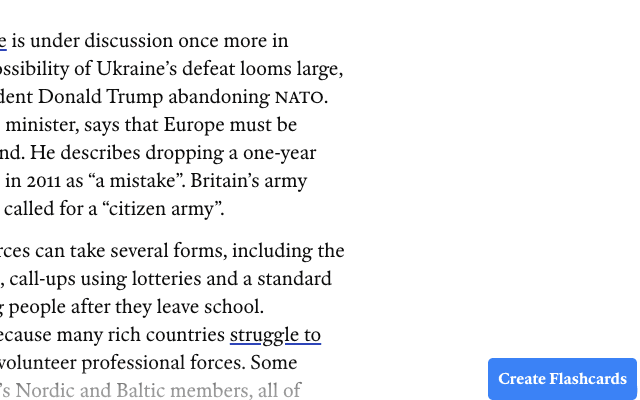 e is under discussion once more in
ossibility of Ukraine’s defeat looms large,
dent Donald Trump abandoning NATO.
minister, says that Europe must be
nd. He describes dropping a one-year
in 2011 as “a mistake”. Britain’s army
called for a “citizen army”.
rces can take several forms, including the
, call-ups using lotteries and a standard
g people after they leave school.
ecause many rich countries struggle to
volunteer professional forces. Some
’s Nordic and Baltic members, all of
Create Flashcards